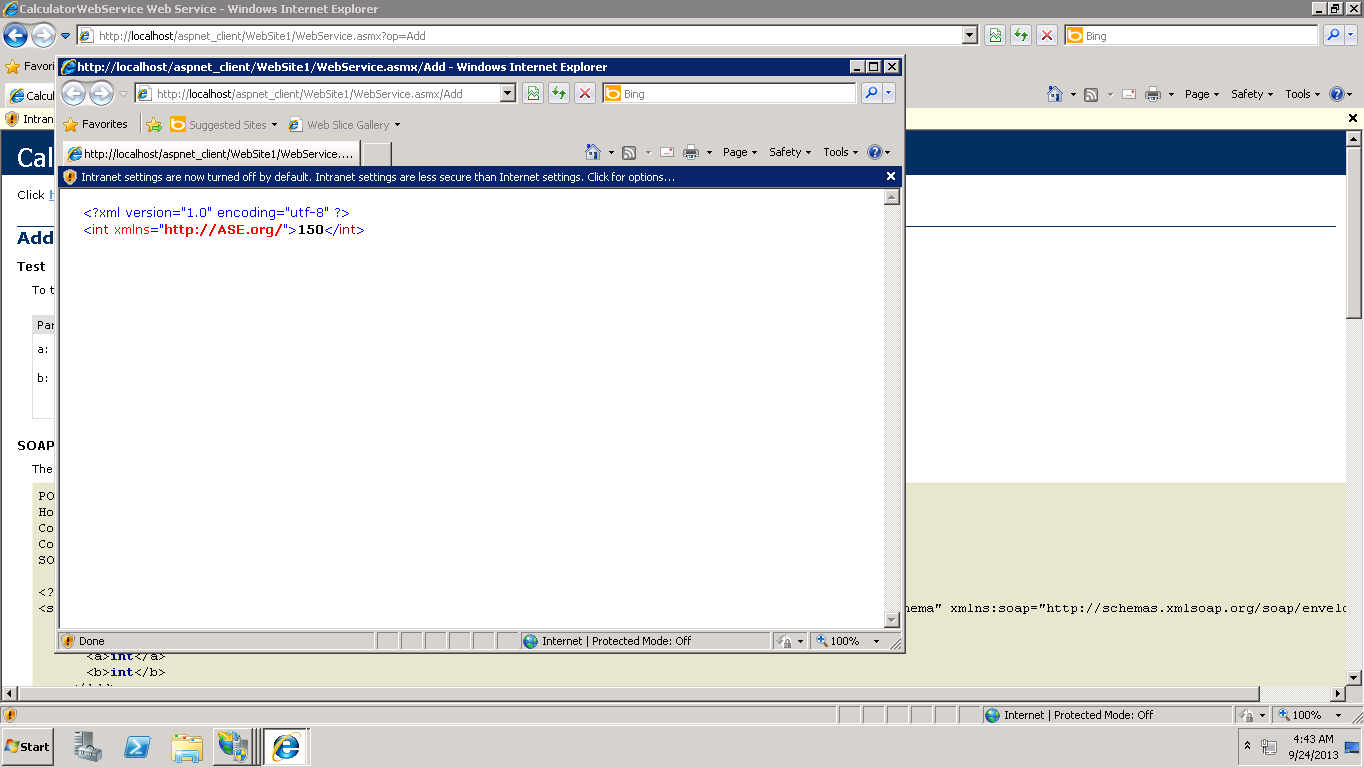 CalculatorWebService Web Service - Windows Internet Explorer
http://localhost/aspnet_client/WebSite1/WebService.asmx?op=Add
Bing
Favori
http://localhost/aspnet_client/WebSite1/WebService.asmx/Add - Windows Internet Explorer
http://localhost/aspnet_client/WebSite1/WebService.asmx/Add
Bing
Favorites
Suggested Sites
Web Slice Gallery
http://localhost/aspnet_client/WebSite1/WebService....
Page
Safety
Tools
Intranet settings are now turned off by default. Intranet settings are less secure than Internet settings. Click for options...
<?xml version="1.0" encoding="utf-8" ?>
<int xmlns="http://ASE.org/">150</int>
Done
Internet | Protected Mode: Off
100%
Calcul
Page
Safety
Tools
Intran
Cal
Click
Add
Test
To t
Par
a:
b:
SOAP
The
PO
Ho
Co
Co
SO
<?
<s
ema" xmlns:soap="http://schemas.xmlsoap.org/soap/envelo
<a>int</a>
<b>int</b>
Internet | Protected Mode: Off
100%
Start
4:43 AM
9/24/2013